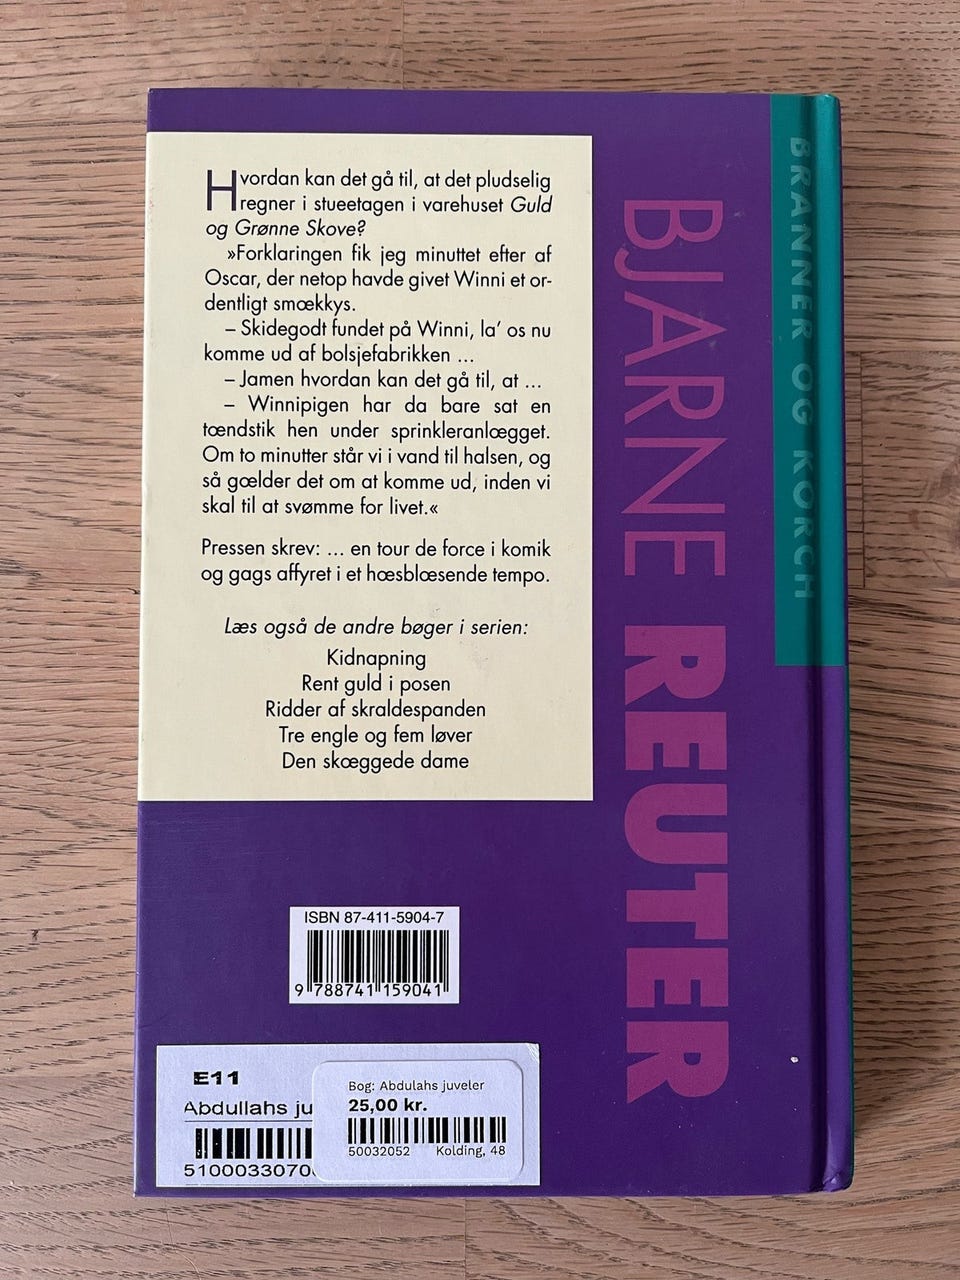 Hvordan kan det gå til, at det pludselig
regner i stueetagen i varehuset Guld
og Grønne Skove?
»Forklaringen fik jeg minuttet efter af
Oscar, der netop havde givet Winni et or-
dentligt smækkys.
– Skidegodt fundet på Winni, la’ os nu
komme ud af bolsjefabrikken ...
– Jamen hvordan kan det gå til, at ...
– Winnipigen har da bare sat en
tændstik hen under sprinkleranlægget.
Om to minutter står vi i vand til halsen, og
så gælder det om at komme ud, inden vi
skal til at svømme for livet.«
Pressen skrev: ... en tour de force i komik
og gags affyret i et hæsblæsende tempo.
Læs også de andre bøger i serien:
Kidnapning
Rent guld i posen
Ridder af skraldespanden
Tre engle og fem løver
Den skæggede dame
BJARNE REUTER
BRANNER OG KORCH
ISBN 87-411-5904-7
9 788741 159041
E11
Abdullahs ju
5100033070
Bog: Abdulahs juveler
25,00 kr.
50032052 Kolding, 48